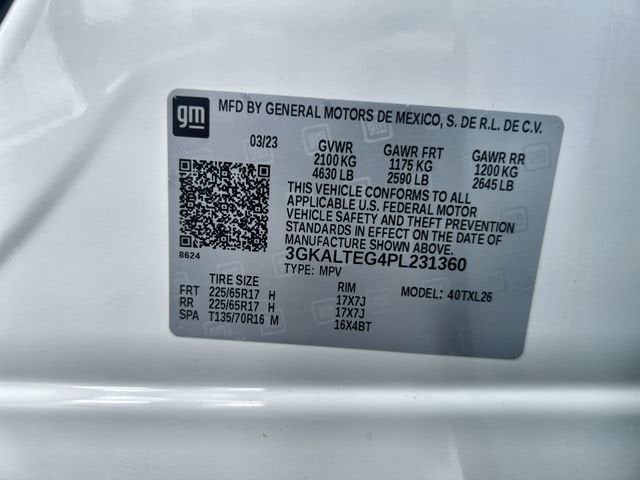 gm
MFD BY GENERAL MOTORS DE MEXICO, S. DE R.L. DE C.V.
03/23 GVWR GAWR FRT GAWR RR
2100 KG 1175 KG 1200 KG
4630 LB 2590 LB 2645 LB
THIS VEHICLE CONFORMS TO ALL
APPLICABLE U.S. FEDERAL MOTOR
VEHICLE SAFETY AND THEFT PREVENTION
STANDARDS IN EFFECT ON THE DATE OF
MANUFACTURE SHOWN ABOVE.
8624
3GKALTEG4PL231360
TYPE: MPV MODEL: 40TXL26
TIRE SIZE RIM
FRT 225/65R17 H 17X7J
RR 225/65R17 H 17X7J
SPA T135/70R16 M 16X4BT